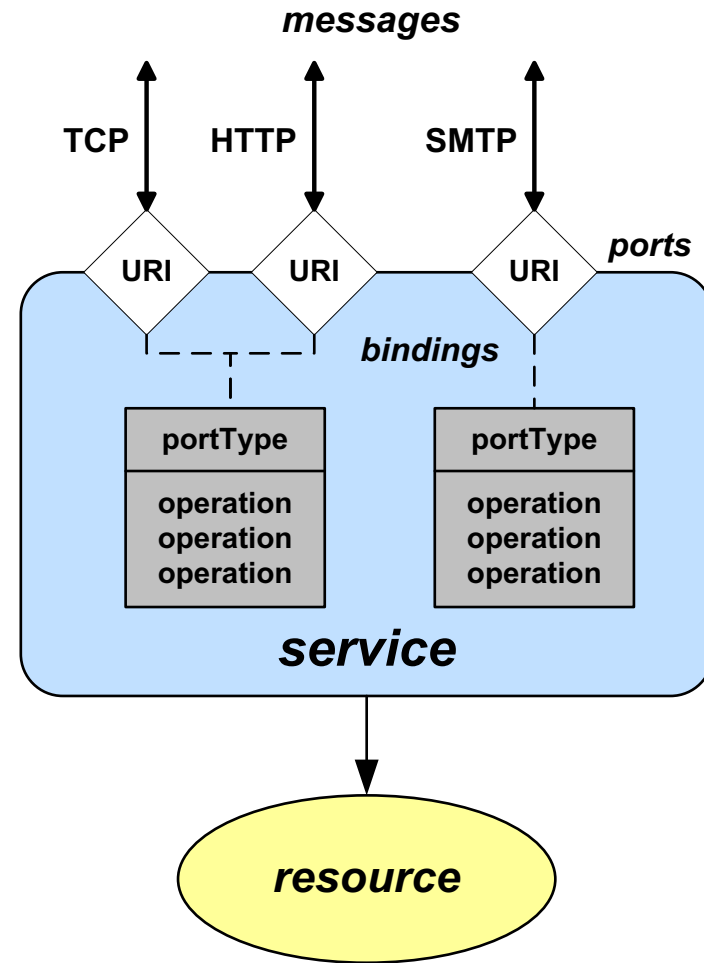 messages
TCP HTTP SMTP
URI URI URI ports
bindings
portType portType
operation operation
operation operation
operation operation
service
resource